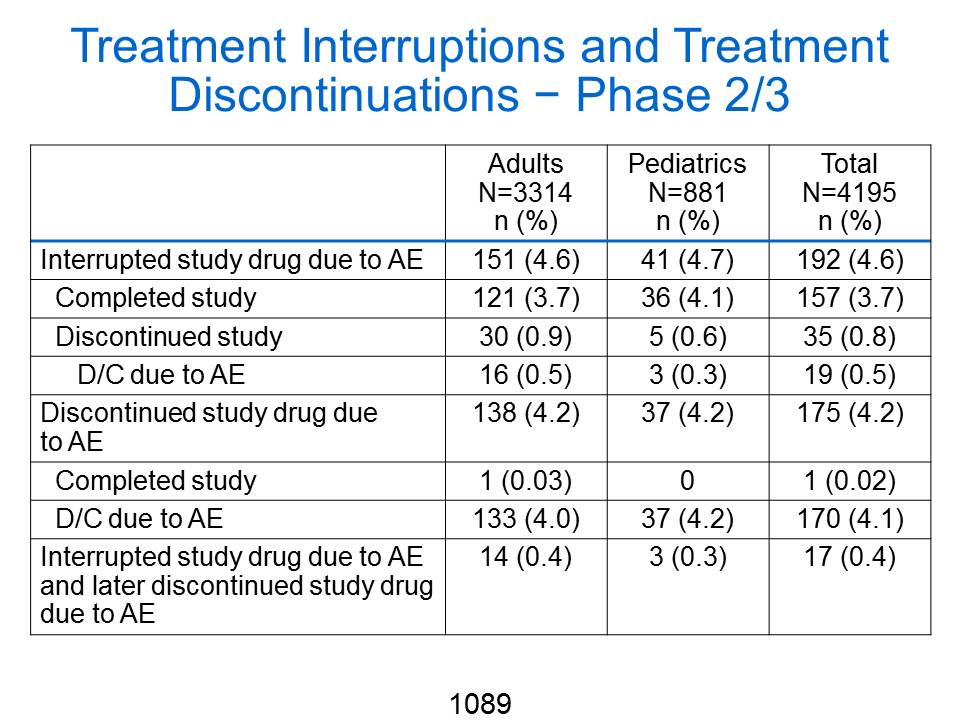 Treatment Interruptions and Treatment
Discontinuations − Phase 2/3
Adults Pediatrics Total
N=3314 N=881 N=4195
n (%) n (%) n (%)
Interrupted study drug due to AE 151 (4.6) 41 (4.7) 192 (4.6)
Completed study 121 (3.7) 36 (4.1) 157 (3.7)
Discontinued study 30 (0.9) 5 (0.6) 35 (0.8)
D/C due to AE 16 (0.5) 3 (0.3) 19 (0.5)
Discontinued study drug due 138 (4.2) 37 (4.2) 175 (4.2)
to AE
Completed study 1 (0.03) 0 1 (0.02)
D/C due to AE 133 (4.0) 37 (4.2) 170 (4.1)
Interrupted study drug due to AE 14 (0.4) 3 (0.3) 17 (0.4)
and later discontinued study drug
due to AE
1089